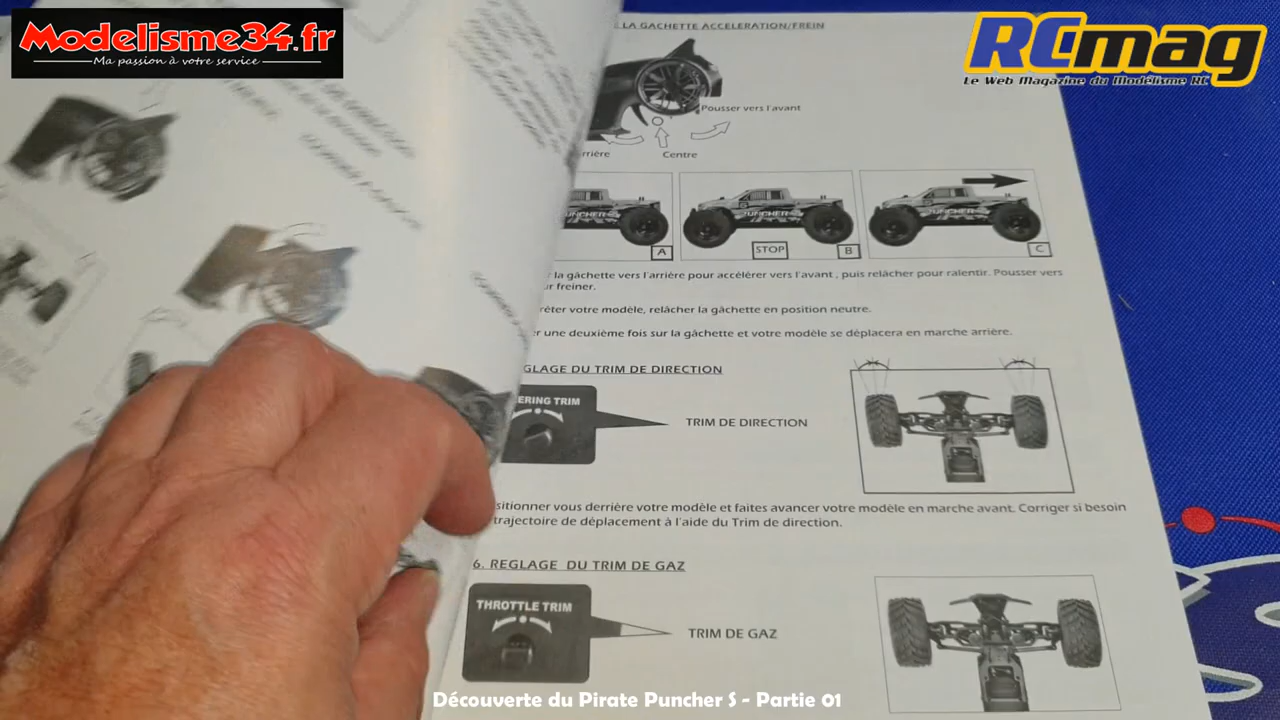 Modelisme34.fr
Ma passion à votre service
RCmag
Le Web Magazine du Modélisme RC
LA GACHETTE ACCELERATION/FREIN
Pousser vers l'avant
rrière
Centre
PUNCHER
PUNCHER
PUNCHER
A
STOP
B
C
la gâchette vers l'arrière pour accélérer vers l'avant , puis relâcher pour ralentir. Pousser vers
ur freiner.
rêter votre modèle, relâcher la gâchette en position neutre.
er une deuxième fois sur la gâchette et votre modèle se déplacera en marche arrière.
GLAGE DU TRIM DE DIRECTION
ERING TRIM
TRIM DE DIRECTION
sitionner vous derrière votre modèle et faites avancer votre modèle en marche avant. Corriger si besoin
trajectoire de déplacement à l'aide du Trim de direction.
6. REGLAGE DU TRIM DE GAZ
THROTTLE TRIM
TRIM DE GAZ
Découverte du Pirate Puncher S - Partie 01